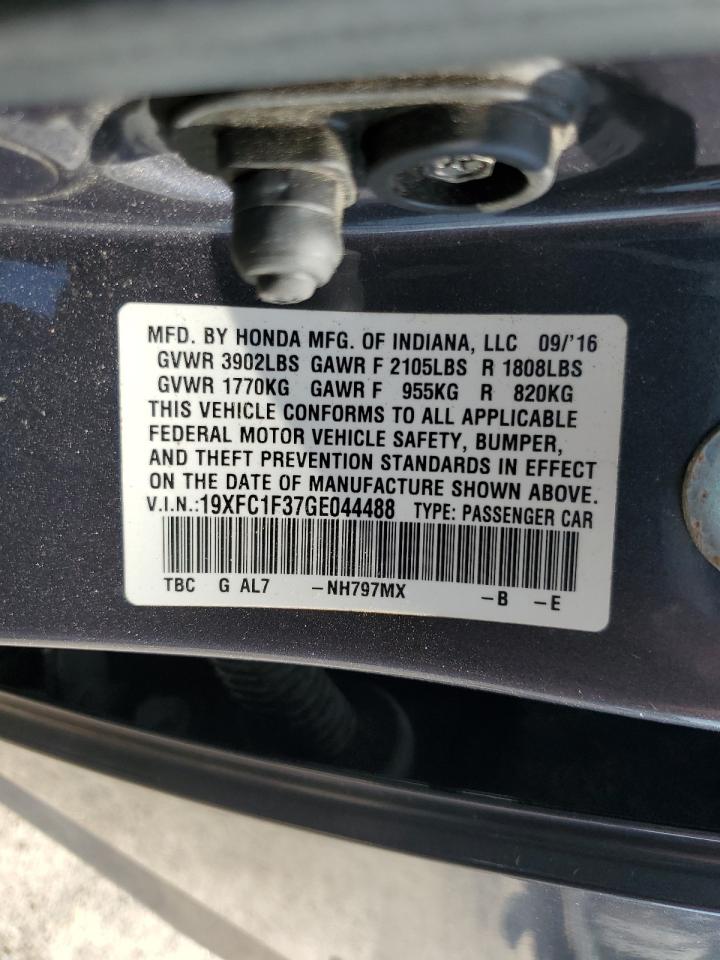 MFD. BY HONDA MFG. OF INDIANA, LLC 09/'16
GVWR 3902LBS GAWR F 2105LBS R 1808LBS
GVWR 1770KG GAWR F 955KG R 820KG
THIS VEHICLE CONFORMS TO ALL APPLICABLE
FEDERAL MOTOR VEHICLE SAFETY, BUMPER,
AND THEFT PREVENTION STANDARDS IN EFFECT
ON THE DATE OF MANUFACTURE SHOWN ABOVE.
V.I.N.:19XFC1F37GE044488 TYPE: PASSENGER CAR
TBC G AL7 -NH797MX -B -E